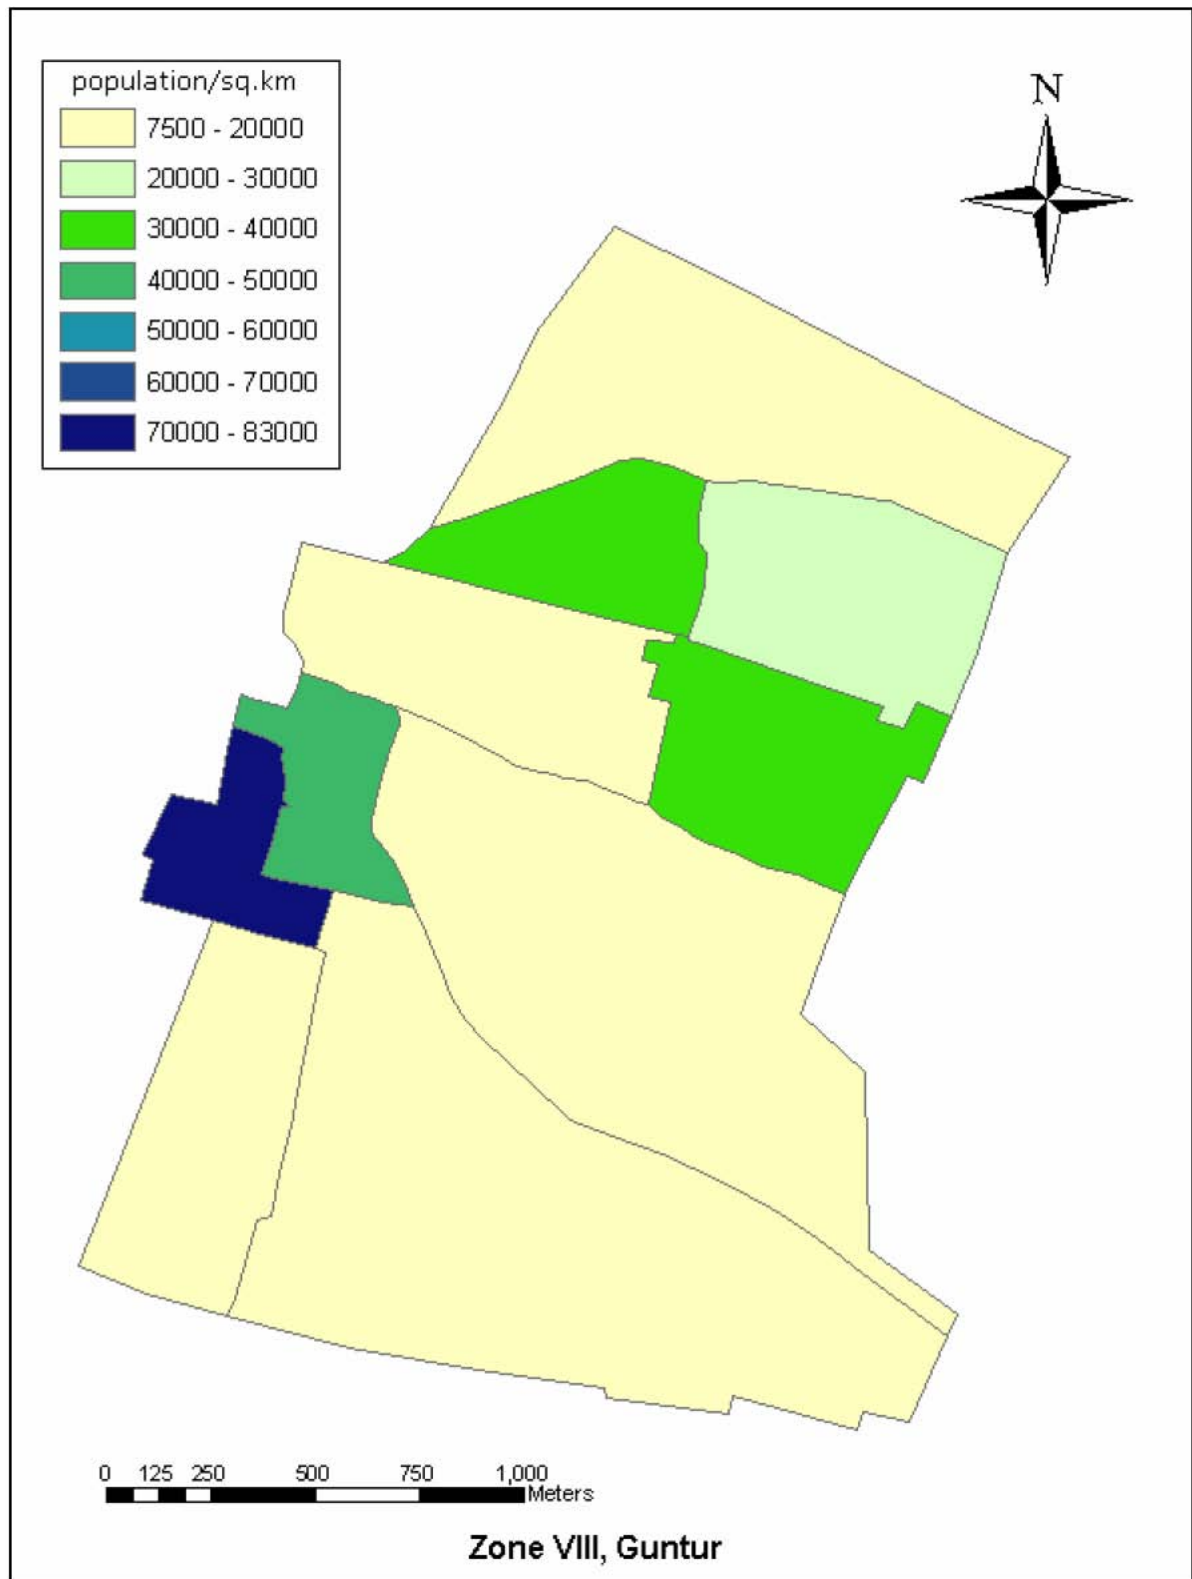 population/sq.km
7500 - 20000
20000 - 30000
30000 - 40000
40000 - 50000
50000 - 60000
60000 - 70000
70000 - 83000
N
0 125 250 500 750 1,000
Meters
Zone VIII, Guntur